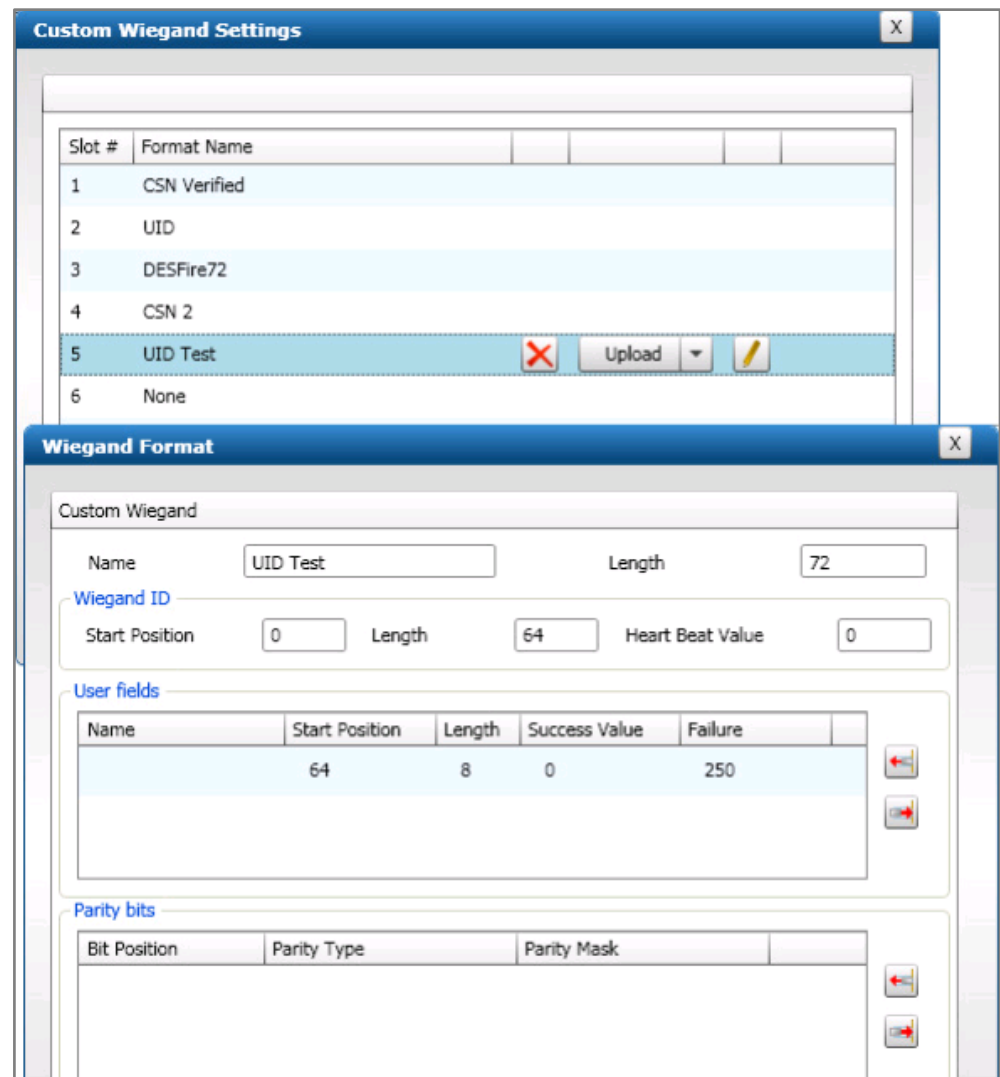 Custom Wiegand Settings X
Slot # Format Name
1 CSN Verified
2 UID
3 DESFire72
4 CSN 2
5 UID Test Upload
6 None
Wiegand Format X
Custom Wiegand
Name UID Test Length 72
Wiegand ID
Start Position 0 Length 64 Heart Beat Value 0
User fields
Name Start Position Length Success Value Failure
64 8 0 250
Parity bits
Bit Position Parity Type Parity Mask